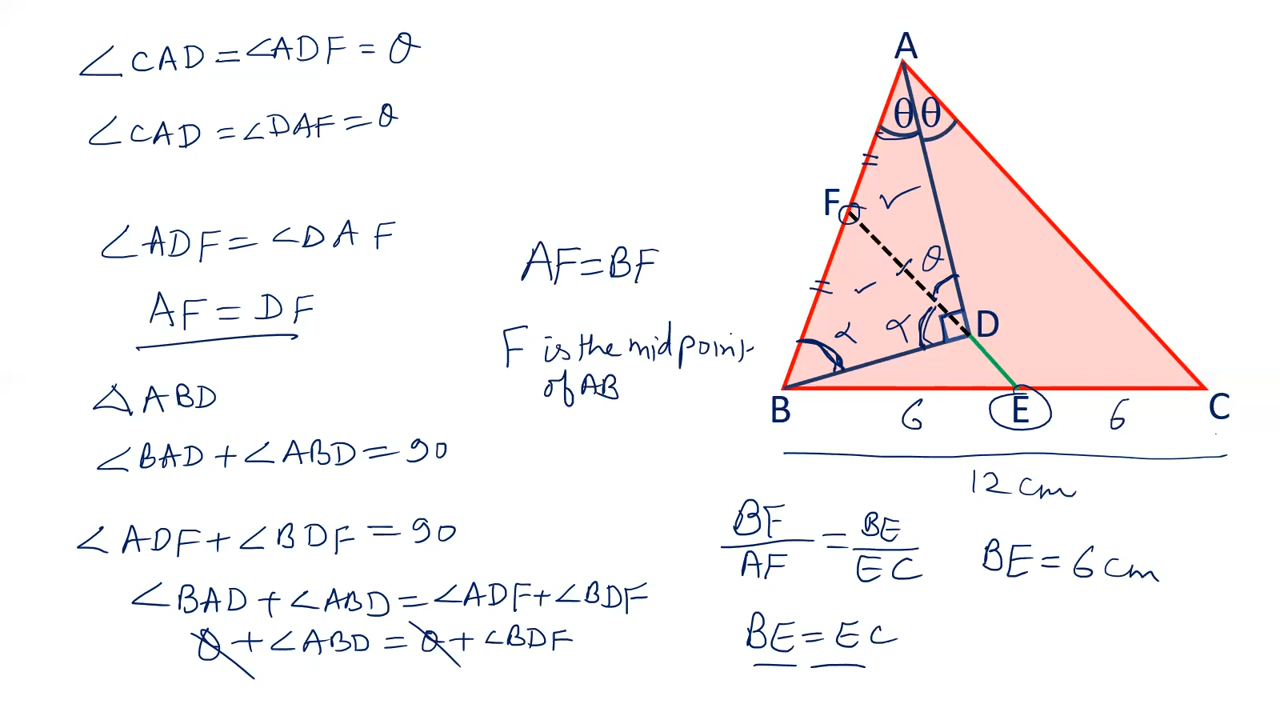 ∠CAD = ∠ADF = θ
∠CAD = ∠DAF = θ
∠ADF = ∠DAF
AF = DF
△ABD
∠BAD + ∠ABD = 90
∠ADF + ∠BDF = 90
∠BAD + ∠ABD = ∠ADF + ∠BDF
θ + ∠ABD = θ + ∠BDF
AF = BF
F is the midpoint
of AB
A
θ θ
F
θ
D
α α
B E C
6 6
12 cm
BF/AF = BE/EC
BE = 6 cm
BE = EC